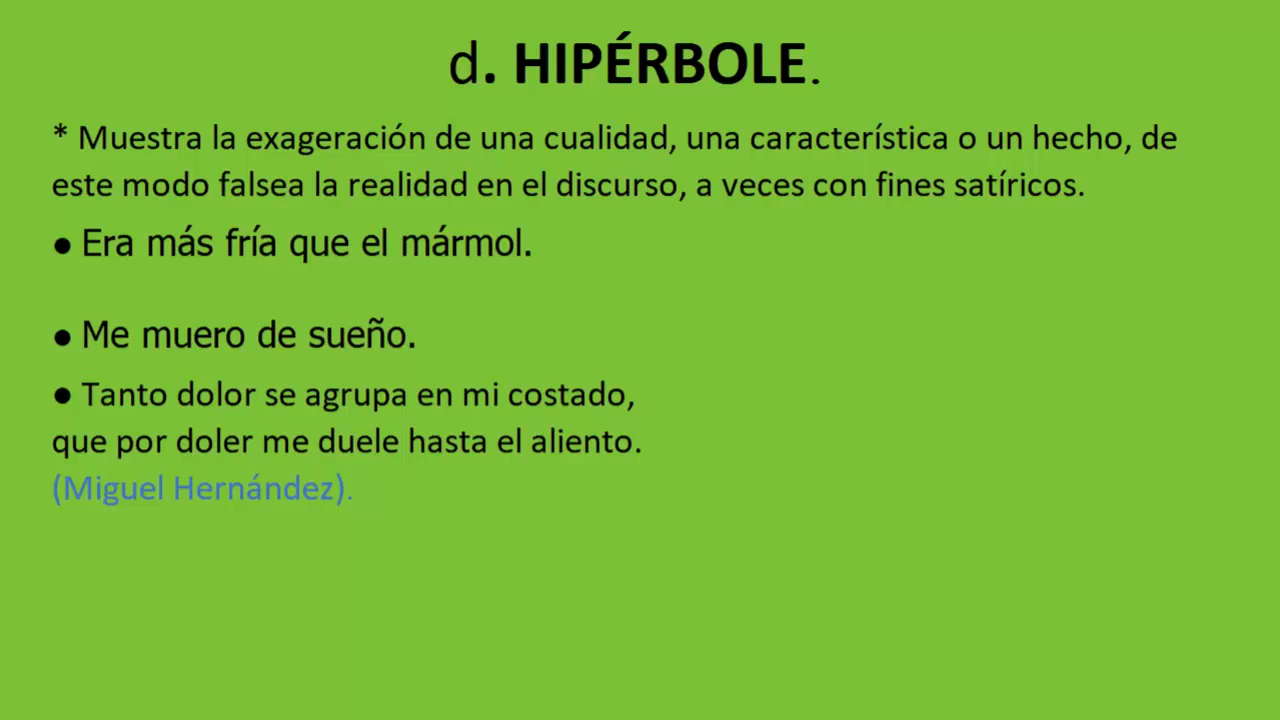 d. HIPÉRBOLE.
* Muestra la exageración de una cualidad, una característica o un hecho, de
este modo falsea la realidad en el discurso, a veces con fines satíricos.
● Era más fría que el mármol.
● Me muero de sueño.
● Tanto dolor se agrupa en mi costado,
que por doler me duele hasta el aliento.
(Miguel Hernández).